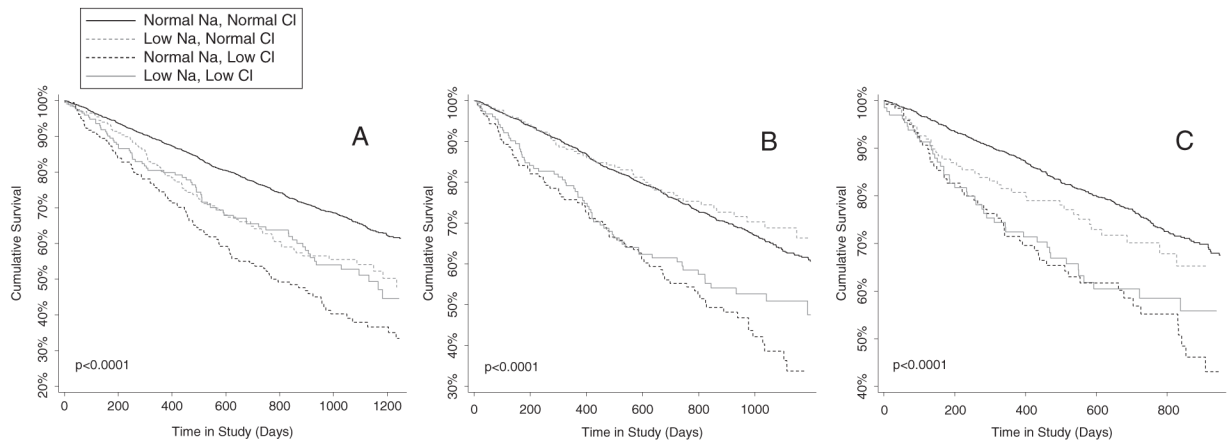 Normal Na, Normal Cl
Low Na, Normal Cl
Normal Na, Low Cl
Low Na, Low Cl
A
Cumulative Survival
100%
90%
80%
70%
60%
50%
40%
30%
20%
p<0.0001
0 200 400 600 800 1000 1200
Time in Study (Days)
B
Cumulative Survival
100%
90%
80%
70%
60%
50%
40%
30%
p<0.0001
0 200 400 600 800 1000
Time in Study (Days)
C
Cumulative Survival
100%
90%
80%
70%
60%
50%
40%
p<0.0001
0 200 400 600 800
Time in Study (Days)